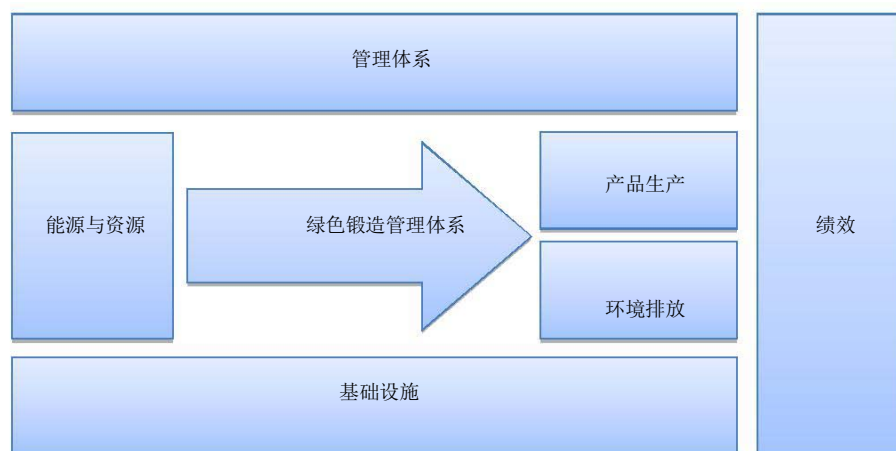 管理体系
能源与资源
绿色锻造管理体系
产品生产
环境排放
绩效
基础设施